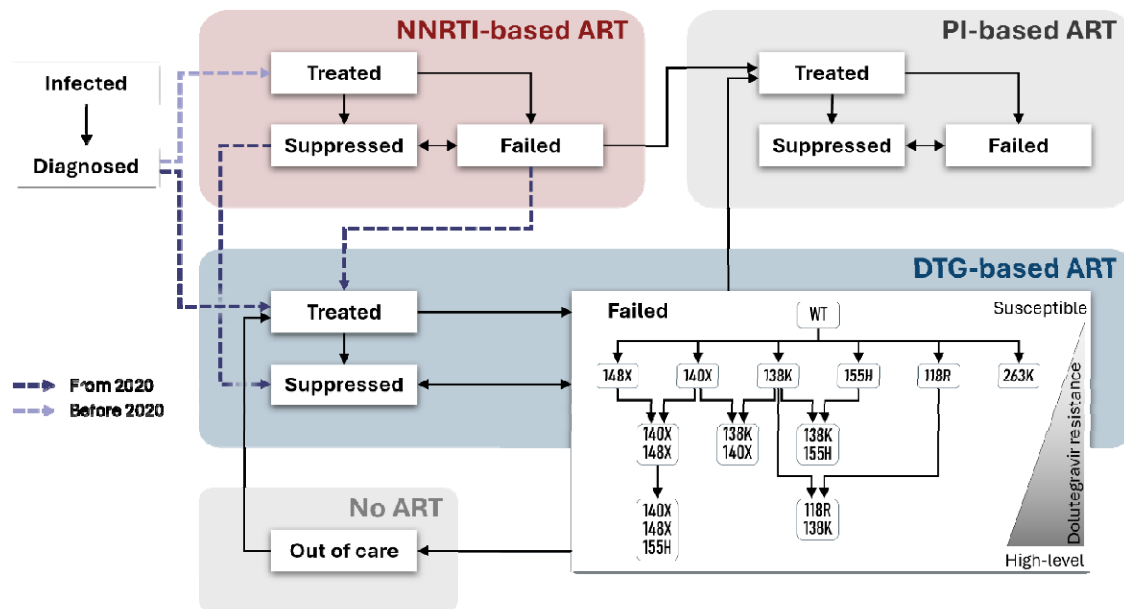 NNRTI-based ART
PI-based ART
Infected
Diagnosed
Treated
Suppressed
Failed
Treated
Suppressed
Failed
DTG-based ART
Treated
Suppressed
Failed
WT
Susceptible
148X
140X
138K
155H
118R
263K
140X
148X
138K
140X
138K
155H
140X
148X
155H
118R
138K
Dolutegravir resistance
High-level
From 2020
Before 2020
No ART
Out of care